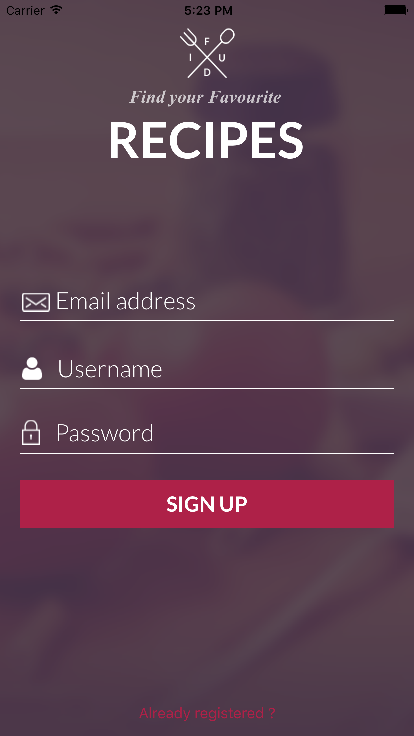 Carrier 5:23 PM
F
I U
D
Find your Favourite
RECIPES
Email address
Username
Password
SIGN UP
Already registered ?